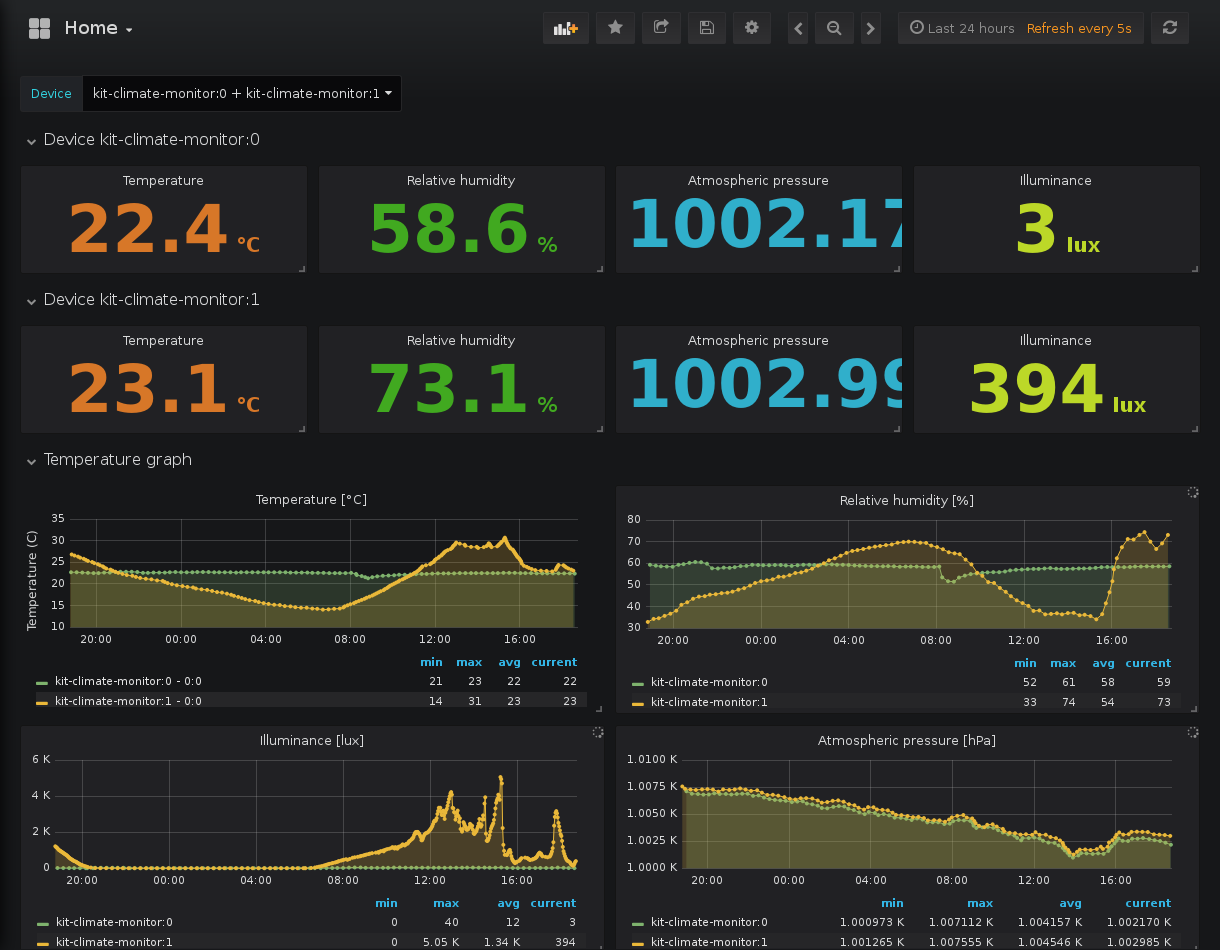 Home
Last 24 hours Refresh every 5s
Device kit-climate-monitor:0 + kit-climate-monitor:1
Device kit-climate-monitor:0
Temperature Relative humidity Atmospheric pressure Illuminance
22.4 °C 58.6 % 1002.17 3 lux
Device kit-climate-monitor:1
Temperature Relative humidity Atmospheric pressure Illuminance
23.1 °C 73.1 % 1002.99 394 lux
Temperature graph
Temperature [°C]
Temperature (C)
35
30
25
20
15
10
20:00 00:00 04:00 08:00 12:00 16:00
min max avg current
kit-climate-monitor:0 - 0:0 21 23 22 22
kit-climate-monitor:1 - 0:0 14 31 23 23
Relative humidity [%]
80
70
60
50
40
30
20:00 00:00 04:00 08:00 12:00 16:00
min max avg current
kit-climate-monitor:0 52 61 58 59
kit-climate-monitor:1 33 74 54 73
Illuminance [lux]
6 K
4 K
2 K
0
20:00 00:00 04:00 08:00 12:00 16:00
min max avg current
kit-climate-monitor:0 0 40 12 3
kit-climate-monitor:1 0 5.05 K 1.34 K 394
Atmospheric pressure [hPa]
1.0100 K
1.0075 K
1.0050 K
1.0025 K
1.0000 K
20:00 00:00 04:00 08:00 12:00 16:00
min max avg current
kit-climate-monitor:0 1.000973 K 1.007112 K 1.004157 K 1.002170 K
kit-climate-monitor:1 1.001265 K 1.007555 K 1.004546 K 1.002985 K